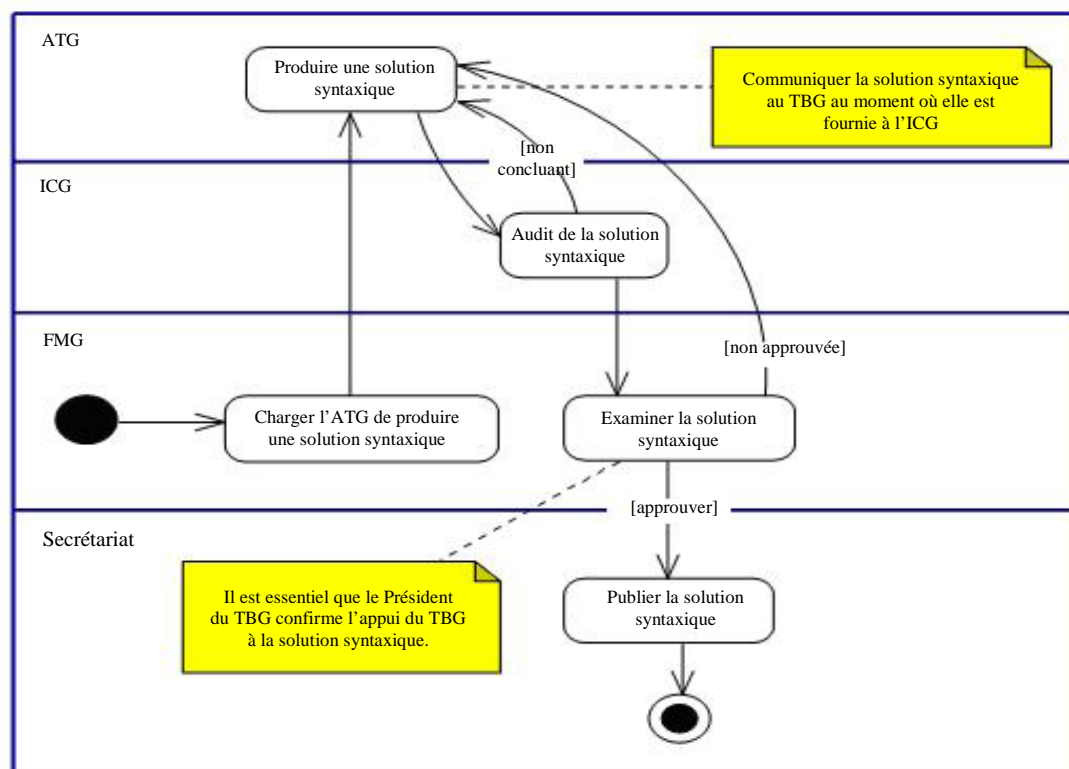 ATG
Produire une solution
syntaxique
Communiquer la solution syntaxique
au TBG au moment où elle est
fournie à l'ICG
[non
concluant]
ICG
Audit de la solution
syntaxique
FMG
[non approuvée]
Charger l'ATG de produire
une solution syntaxique
Examiner la solution
syntaxique
[approuver]
Secrétariat
Il est essentiel que le Président
du TBG confirme l'appui du TBG
à la solution syntaxique.
Publier la solution
syntaxique